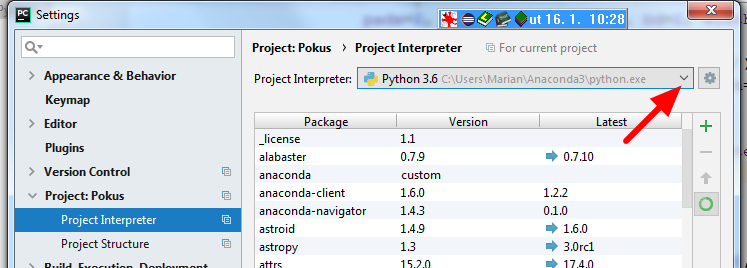 PC Settings
ut 16. 1. 10:28
Project: Pokus › Project Interpreter For current project
Appearance & Behavior
Keymap
Editor
Plugins
Version Control
Project: Pokus
Project Interpreter
Project Structure
Build, Execution, Deployment
Project Interpreter: Python 3.6 C:\Users\Marian\Anaconda3\python.exe
Package Version Latest
_license 1.1
alabaster 0.7.9 0.7.10
anaconda custom
anaconda-client 1.6.0 1.2.2
anaconda-navigator 1.4.3 0.1.0
astroid 1.4.9 1.6.0
astropy 1.3 3.0rc1
attrs 15.2.0 17.4.0